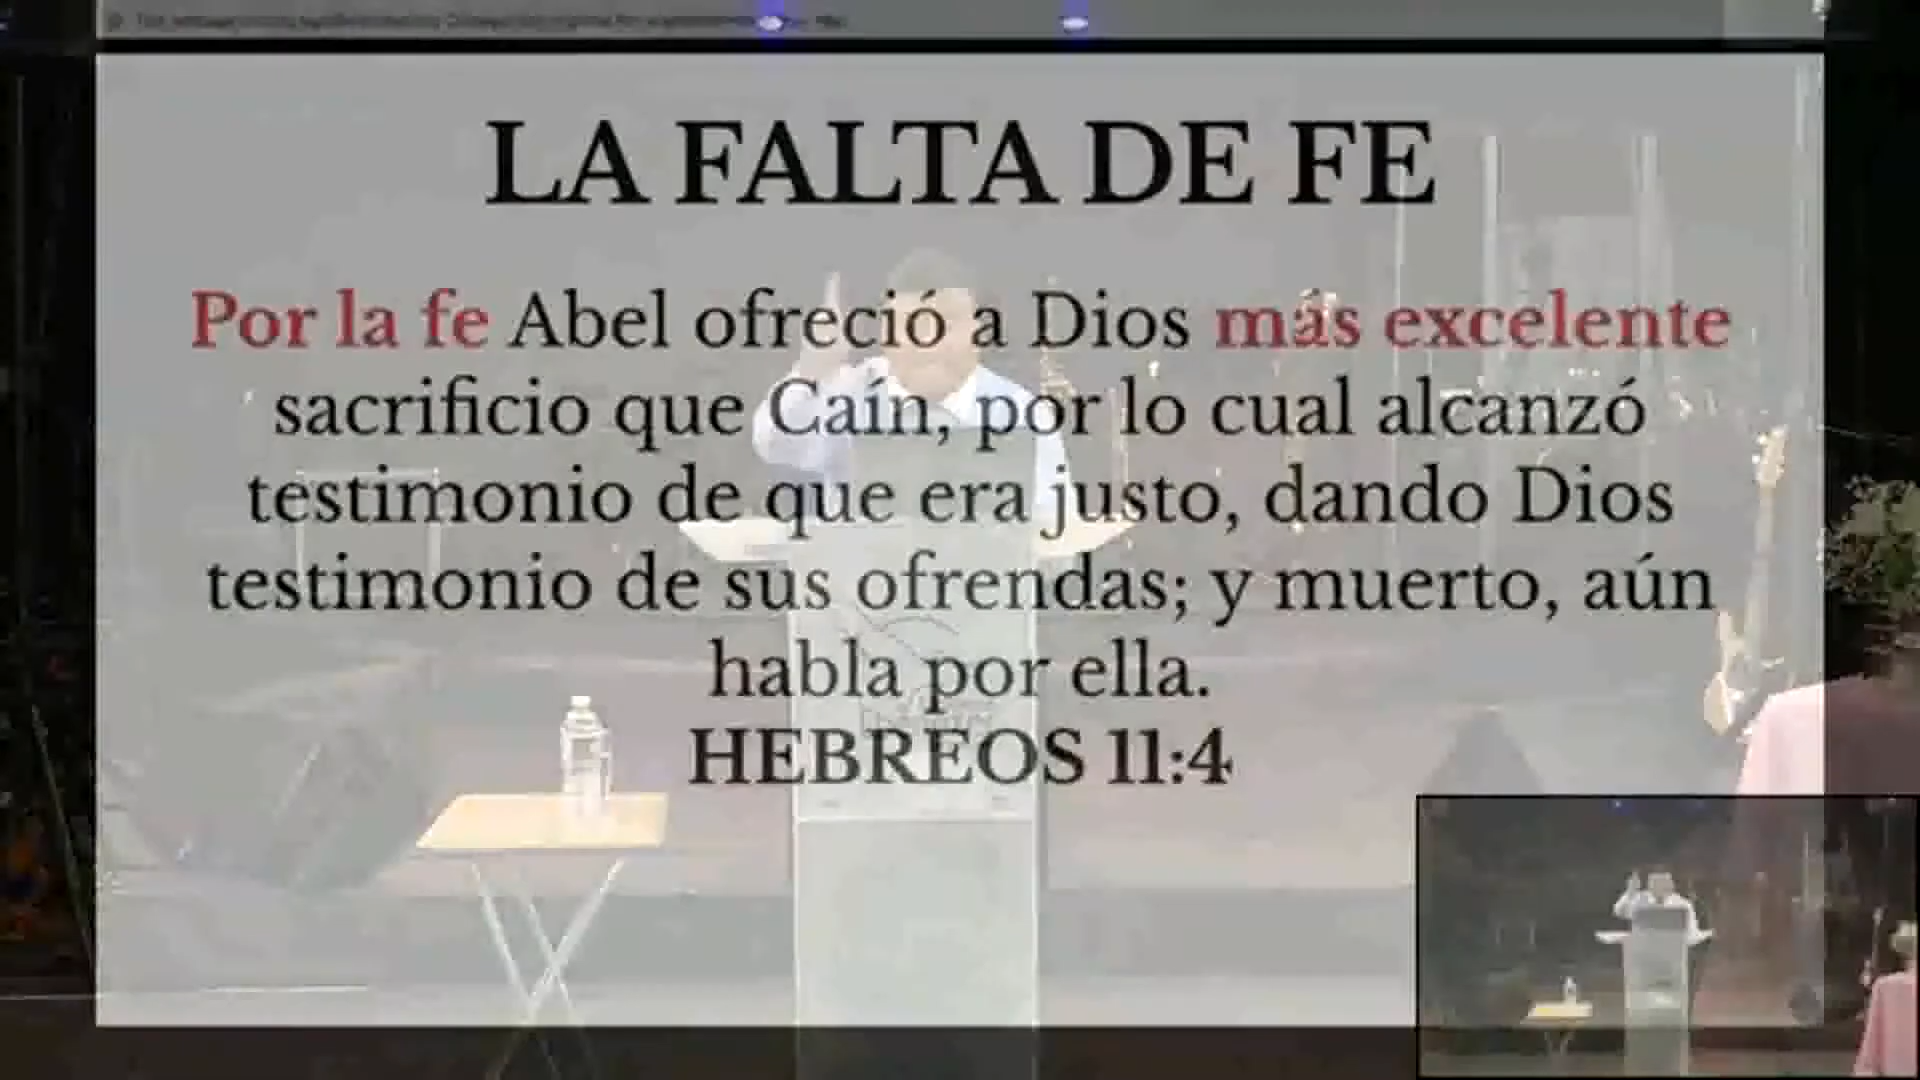 LA FALTA DE FE
Por la fe Abel ofreció a Dios más excelente
sacrificio que Caín, por lo cual alcanzó
testimonio de que era justo, dando Dios
testimonio de sus ofrendas; y muerto, aún
habla por ella.
HEBREOS 11:4